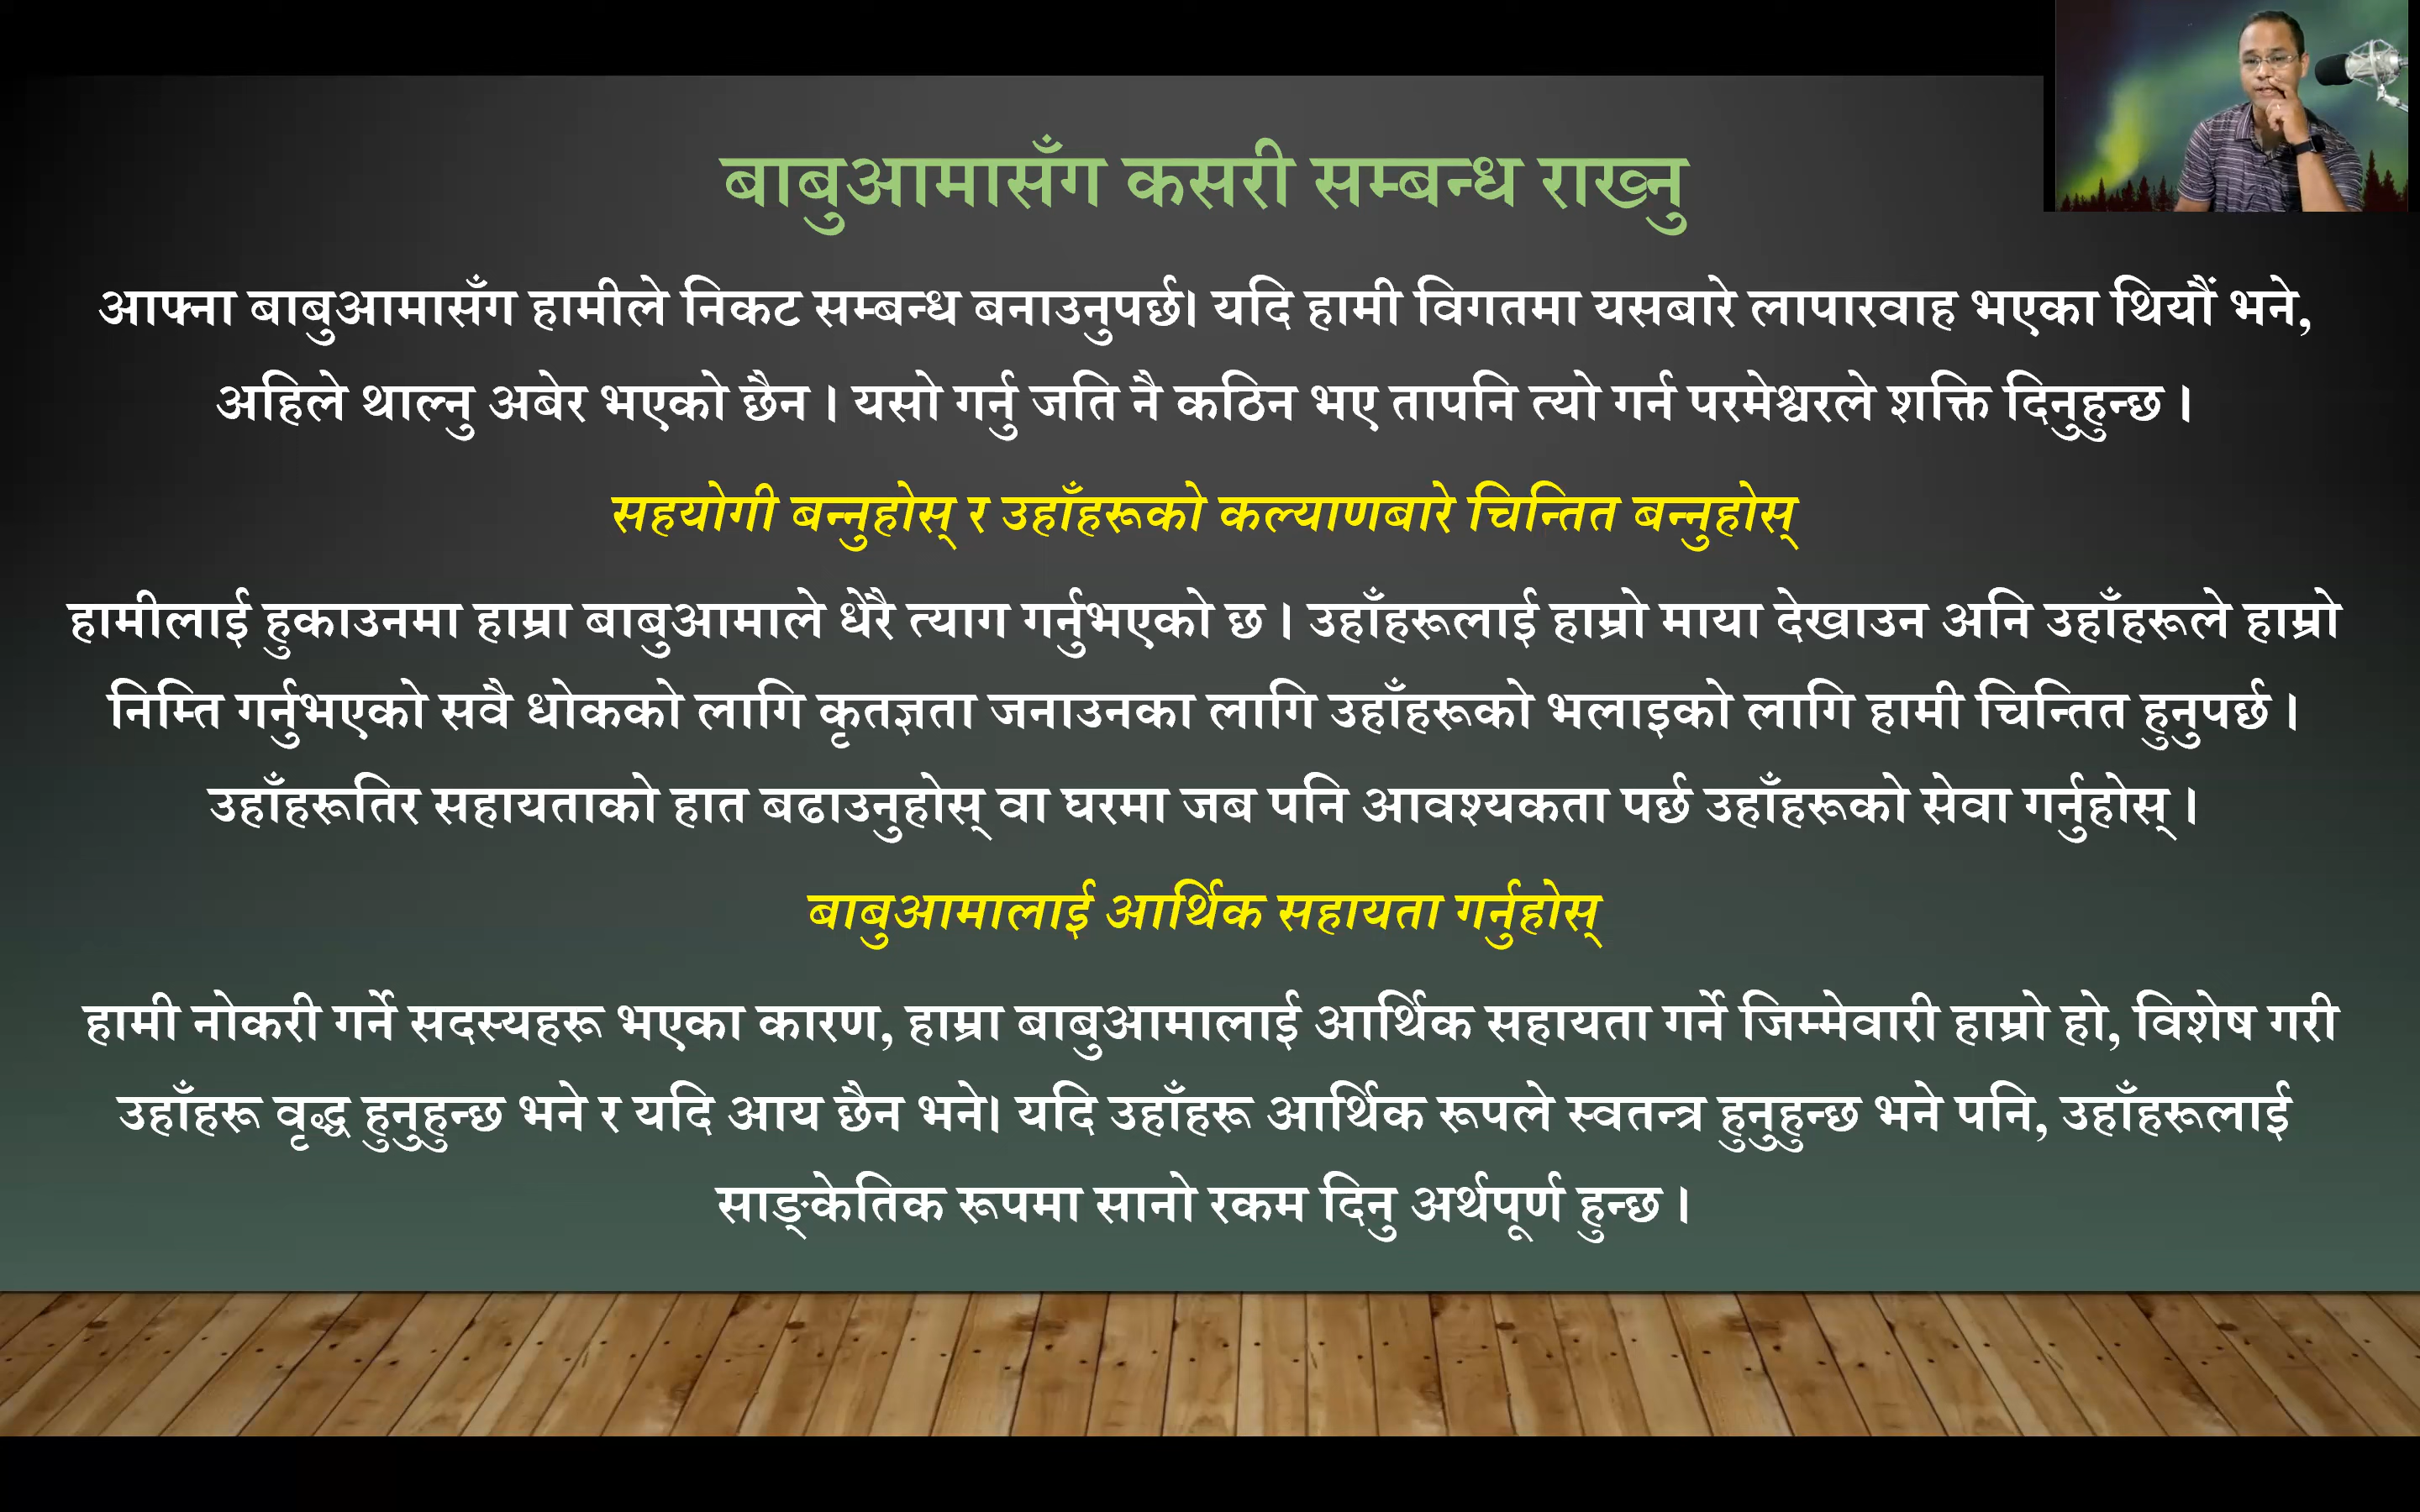 बाबुआमासँग कसरी सम्बन्ध राख्नु
आफ्ना बाबुआमासँग हामीले निकट सम्बन्ध बनाउनुपर्छ। यदि हामी विगतमा यसबारे लापारवाह भएका थियौं भने,
अहिले थाल्नु अबेर भएको छैन । यसो गर्नु जति नै कठिन भए तापनि त्यो गर्न परमेश्वरले शक्ति दिनुहुन्छ ।
सहयोगी बन्नुहोस् र उहाँहरूको कल्याणबारे चिन्तित बन्नुहोस्
हामीलाई हुकाउनमा हाम्रा बाबुआमाले धेरै त्याग गर्नुभएको छ । उहाँहरूलाई हाम्रो माया देखाउन अनि उहाँहरूले हाम्रो
निम्ति गर्नुभएको सवै धोकको लागि कृतज्ञता जनाउनका लागि उहाँहरूको भलाइको लागि हामी चिन्तित हुनुपर्छ ।
उहाँहरूतिर सहायताको हात बढाउनुहोस् वा घरमा जब पनि आवश्यकता पर्छ उहाँहरूको सेवा गर्नुहोस् ।
बाबुआमालाई आर्थिक सहायता गर्नुहोस्
हामी नोकरी गर्ने सदस्यहरू भएका कारण, हाम्रा बाबुआमालाई आर्थिक सहायता गर्ने जिम्मेवारी हाम्रो हो, विशेष गरी
उहाँहरू वृद्ध हुनुहुन्छ भने र यदि आय छैन भने। यदि उहाँहरू आर्थिक रूपले स्वतन्त्र हुनुहुन्छ भने पनि, उहाँहरूलाई
साङ्केतिक रूपमा सानो रकम दिनु अर्थपूर्ण हुन्छ ।